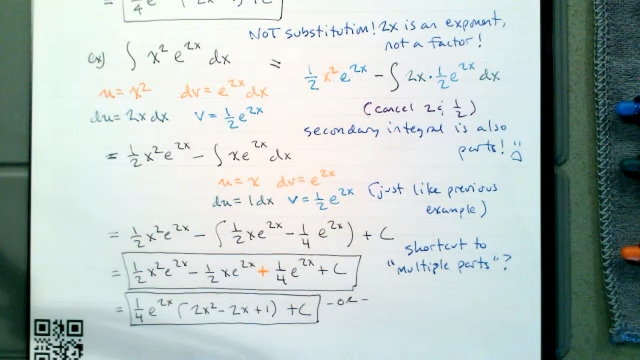 NOT SUBSTITUTION! 2x is an exponent,
not a factor!
ex) ∫ x² e^{2x} dx = ½x²e^{2x} − ∫ 2x·½e^{2x} dx
u = x²   dv = e^{2x} dx
du = 2x dx   v = ½e^{2x}
(cancel 2 & ½)
secondary integral is also
parts! :(
= ½x²e^{2x} − ∫ xe^{2x} dx
u = x   dv = e^{2x}
du = 1dx   v = ½e^{2x}
(just like previous
example)
= ½x²e^{2x} − (½xe^{2x} − ¼e^{2x}) + C
= ½x²e^{2x} − ½xe^{2x} + ¼e^{2x} + C
shortcut to
"multiple parts"?
= ¼e^{2x} (2x² − 2x + 1) + C   -OR-